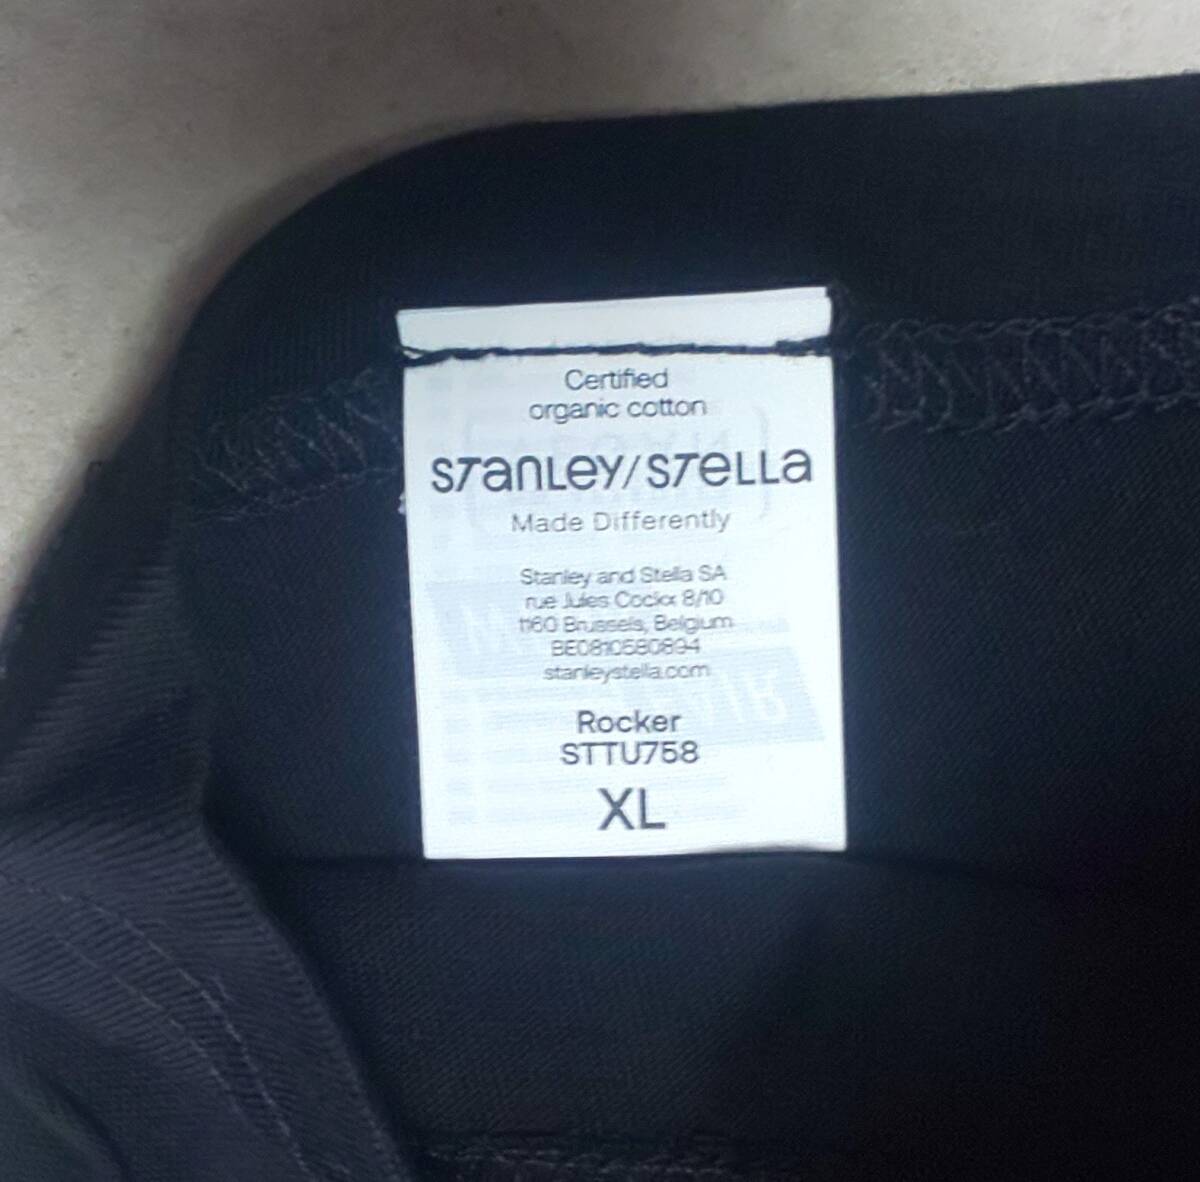 Certified
organic cotton
STanLey/STeLLa
Made Differently
Stanley and Stella SA
rue Jules Cockx 8/10
1160 Brussels, Belgium
BE0810580894
stanleystella.com
Rocker
STTU758
XL